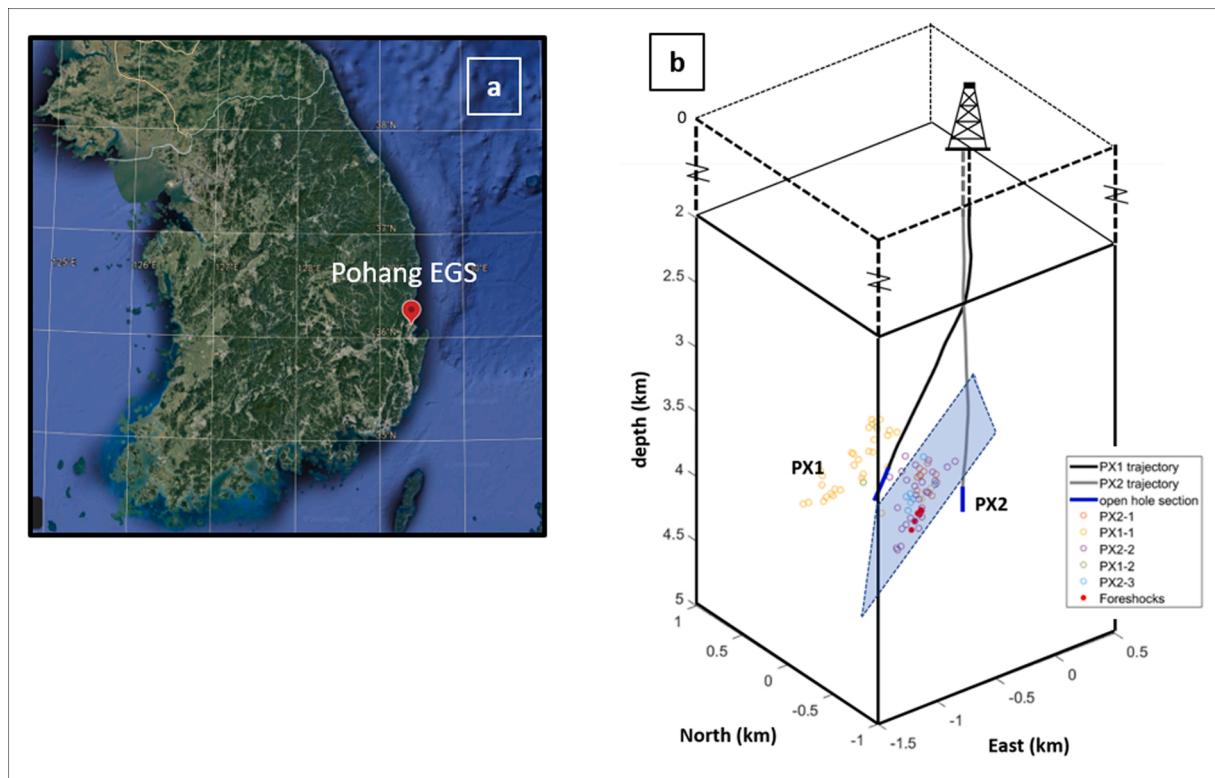 a
38°N
37°N
125°E
126°E
127°E
128°E
Pohang EGS
36°N
35°N
b
0
2
2.5
3
3.5
4
4.5
5
depth (km)
PX1
PX2
PX1 trajectory
PX2 trajectory
open hole section
PX2-1
PX1-1
PX2-2
PX1-2
PX2-3
Foreshocks
1
0.5
0
-0.5
-1
North (km)
-1.5
-1
-0.5
0
0.5
East (km)